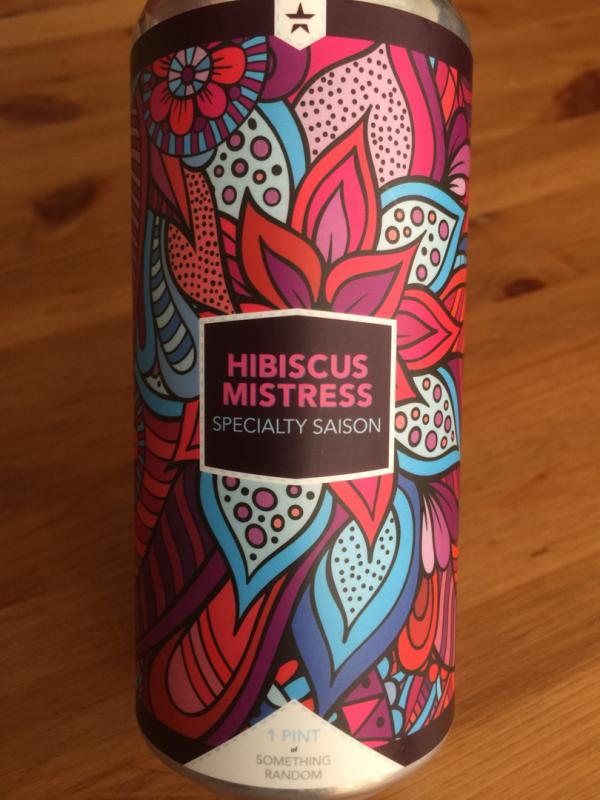 HIBISCUS
MISTRESS
SPECIALTY SAISON
1 PINT
of
SOMETHING
RANDOM